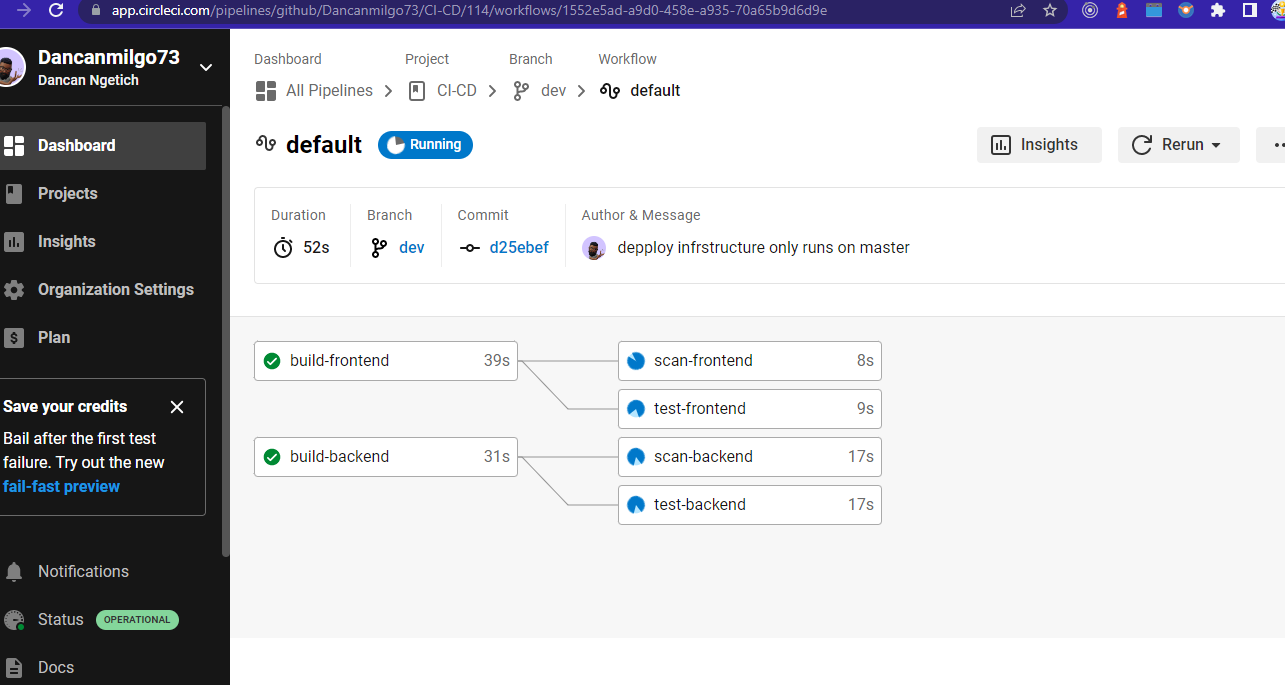 app.circleci.com/pipelines/github/Dancanmilgo73/CI-CD/114/workflows/1552e5ad-a9d0-458e-a935-70a65b9d6d9e
Dancanmilgo73
Dancan Ngetich
Dashboard
Projects
Insights
Organization Settings
$ Plan
Save your credits
Bail after the first test
failure. Try out the new
fail-fast preview
Notifications
Status OPERATIONAL
Docs
Dashboard Project Branch Workflow
All Pipelines CI-CD dev default
default Running Insights Rerun
Duration Branch Commit Author & Message
52s dev d25ebef depploy infrstructure only runs on master
build-frontend 39s scan-frontend 8s
test-frontend 9s
build-backend 31s scan-backend 17s
test-backend 17s